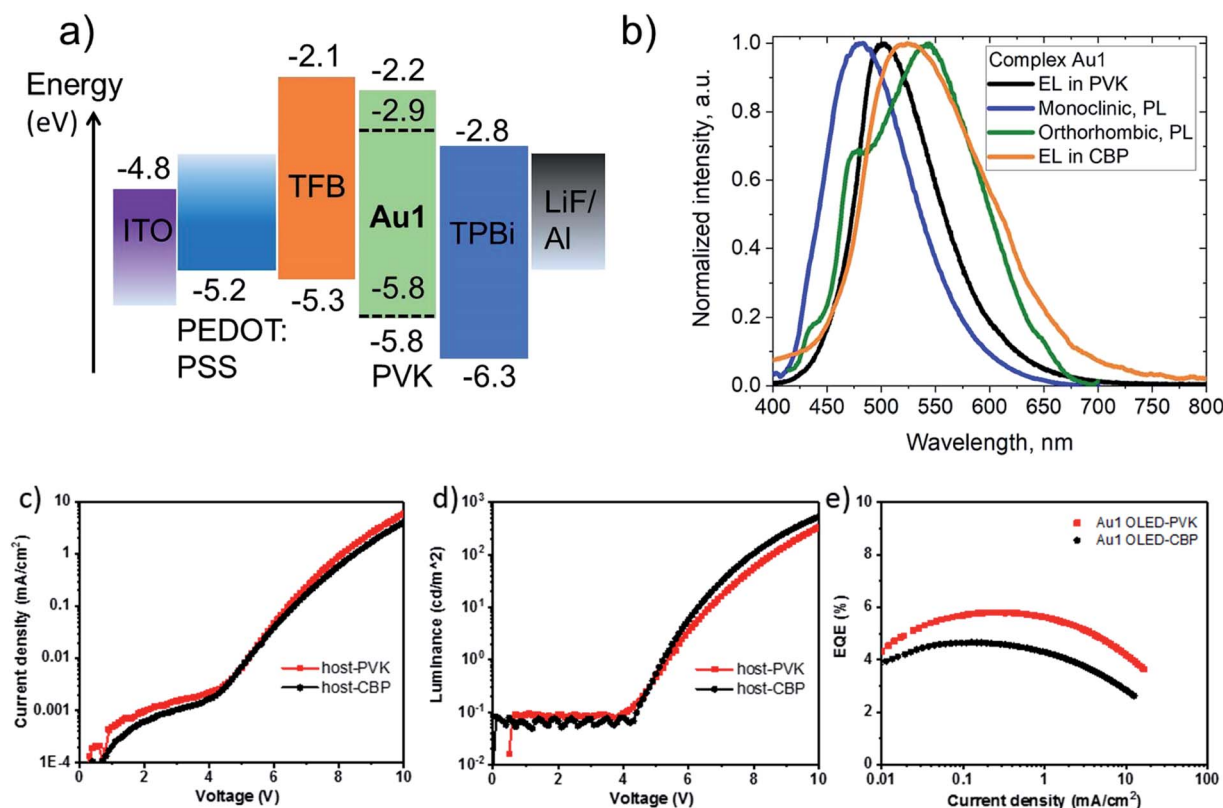 a)
Energy
(eV)
-4.8
ITO
-5.2
PEDOT:
PSS
-2.1
TFB
-5.3
-2.2
-2.9
Au1
-5.8
-5.8
PVK
-2.8
TPBi
-6.3
LiF/
Al
b)
Normalized intensity, a.u.
1.0
0.8
0.6
0.4
0.2
0.0
Complex Au1
EL in PVK
Monoclinic, PL
Orthorhombic, PL
EL in CBP
400 450 500 550 600 650 700 750 800
Wavelength, nm
c)
Current density (mA/cm²)
10
1
0.1
0.01
0.001
1E-4
host-PVK
host-CBP
0 2 4 6 8 10
Voltage (V)
d)
Luminance (cd/m^2)
10³
10²
10¹
10⁰
10⁻¹
10⁻²
host-PVK
host-CBP
0 2 4 6 8 10
Voltage (V)
e)
EQE (%)
10
8
6
4
2
0
Au1 OLED-PVK
Au1 OLED-CBP
0.01 0.1 1 10 100
Current density (mA/cm²)